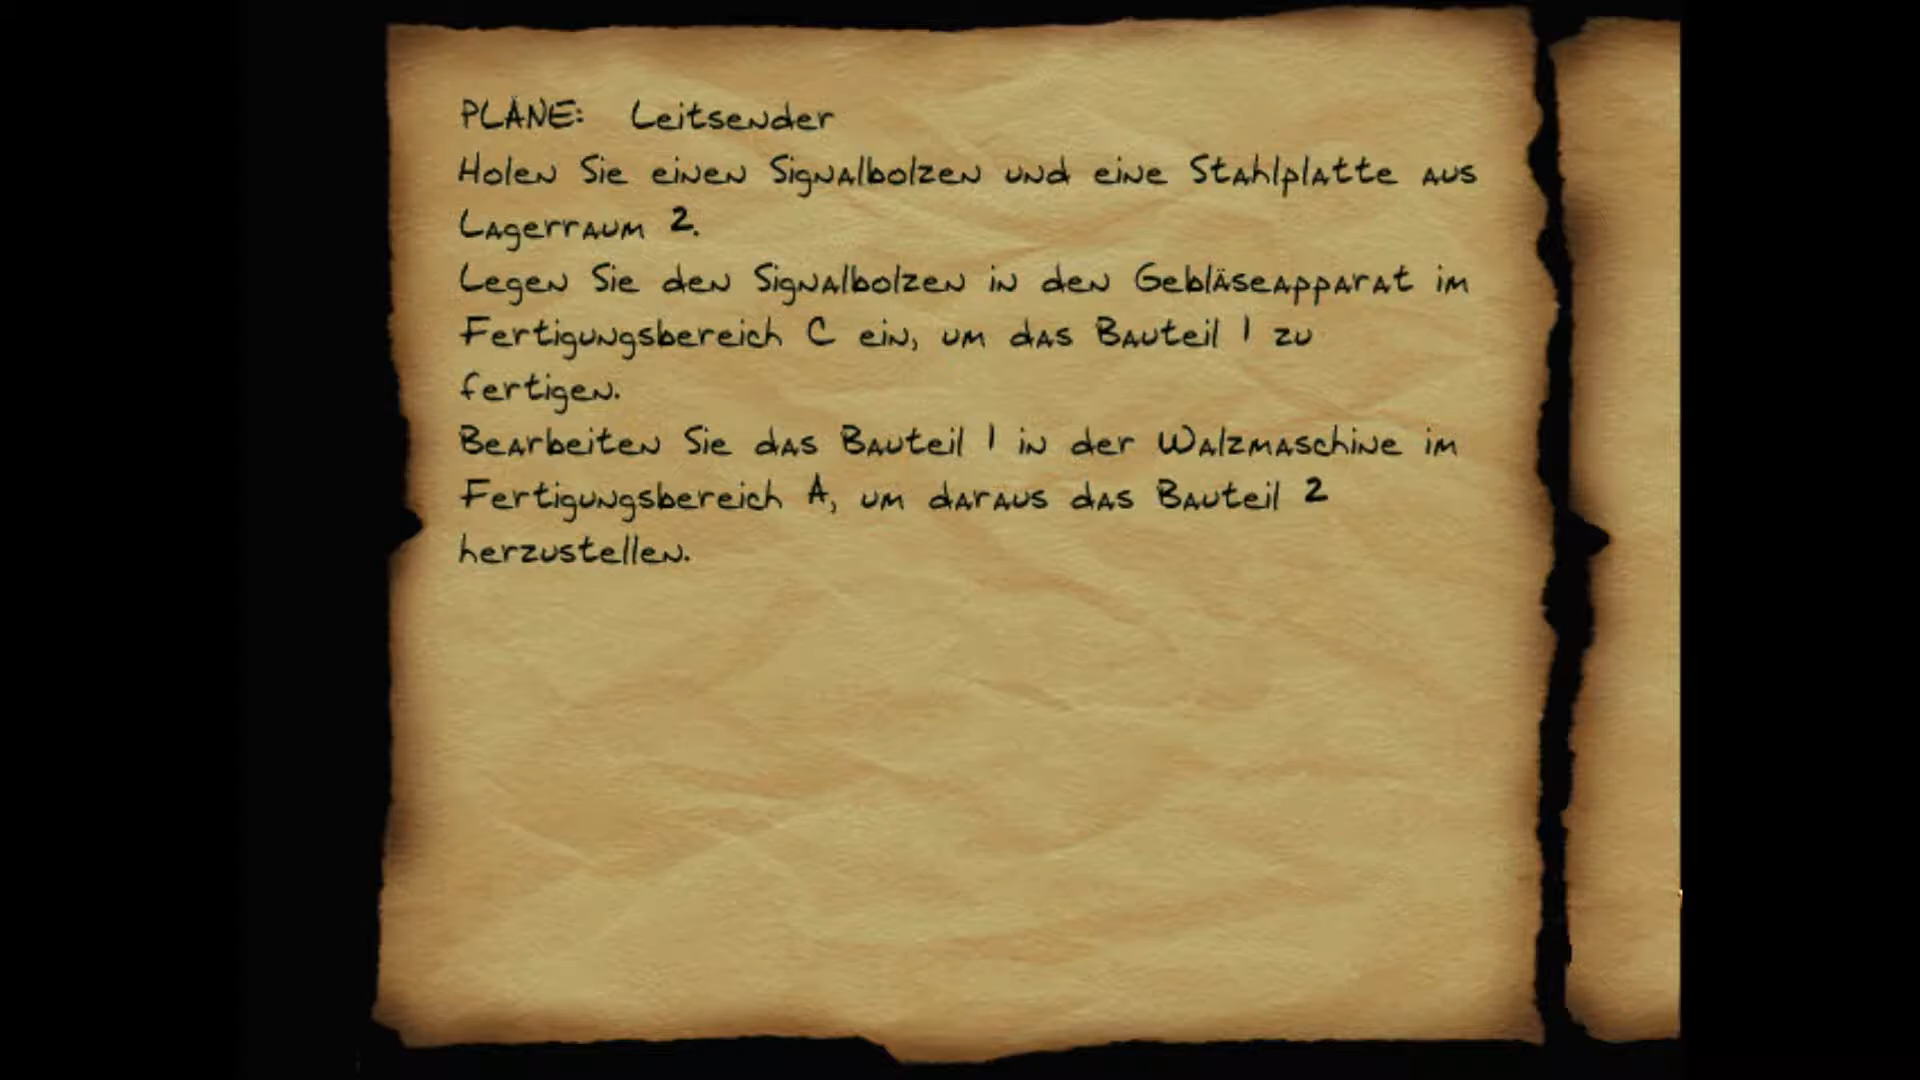 PLÄNE: Leitsender
Holen Sie einen Signalbolzen und eine Stahlplatte aus
Lagerraum 2.
Legen Sie den Signalbolzen in den Gebläseapparat im
Fertigungsbereich C ein, um das Bauteil 1 zu
fertigen.
Bearbeiten Sie das Bauteil 1 in der Walzmaschine im
Fertigungsbereich A, um daraus das Bauteil 2
herzustellen.